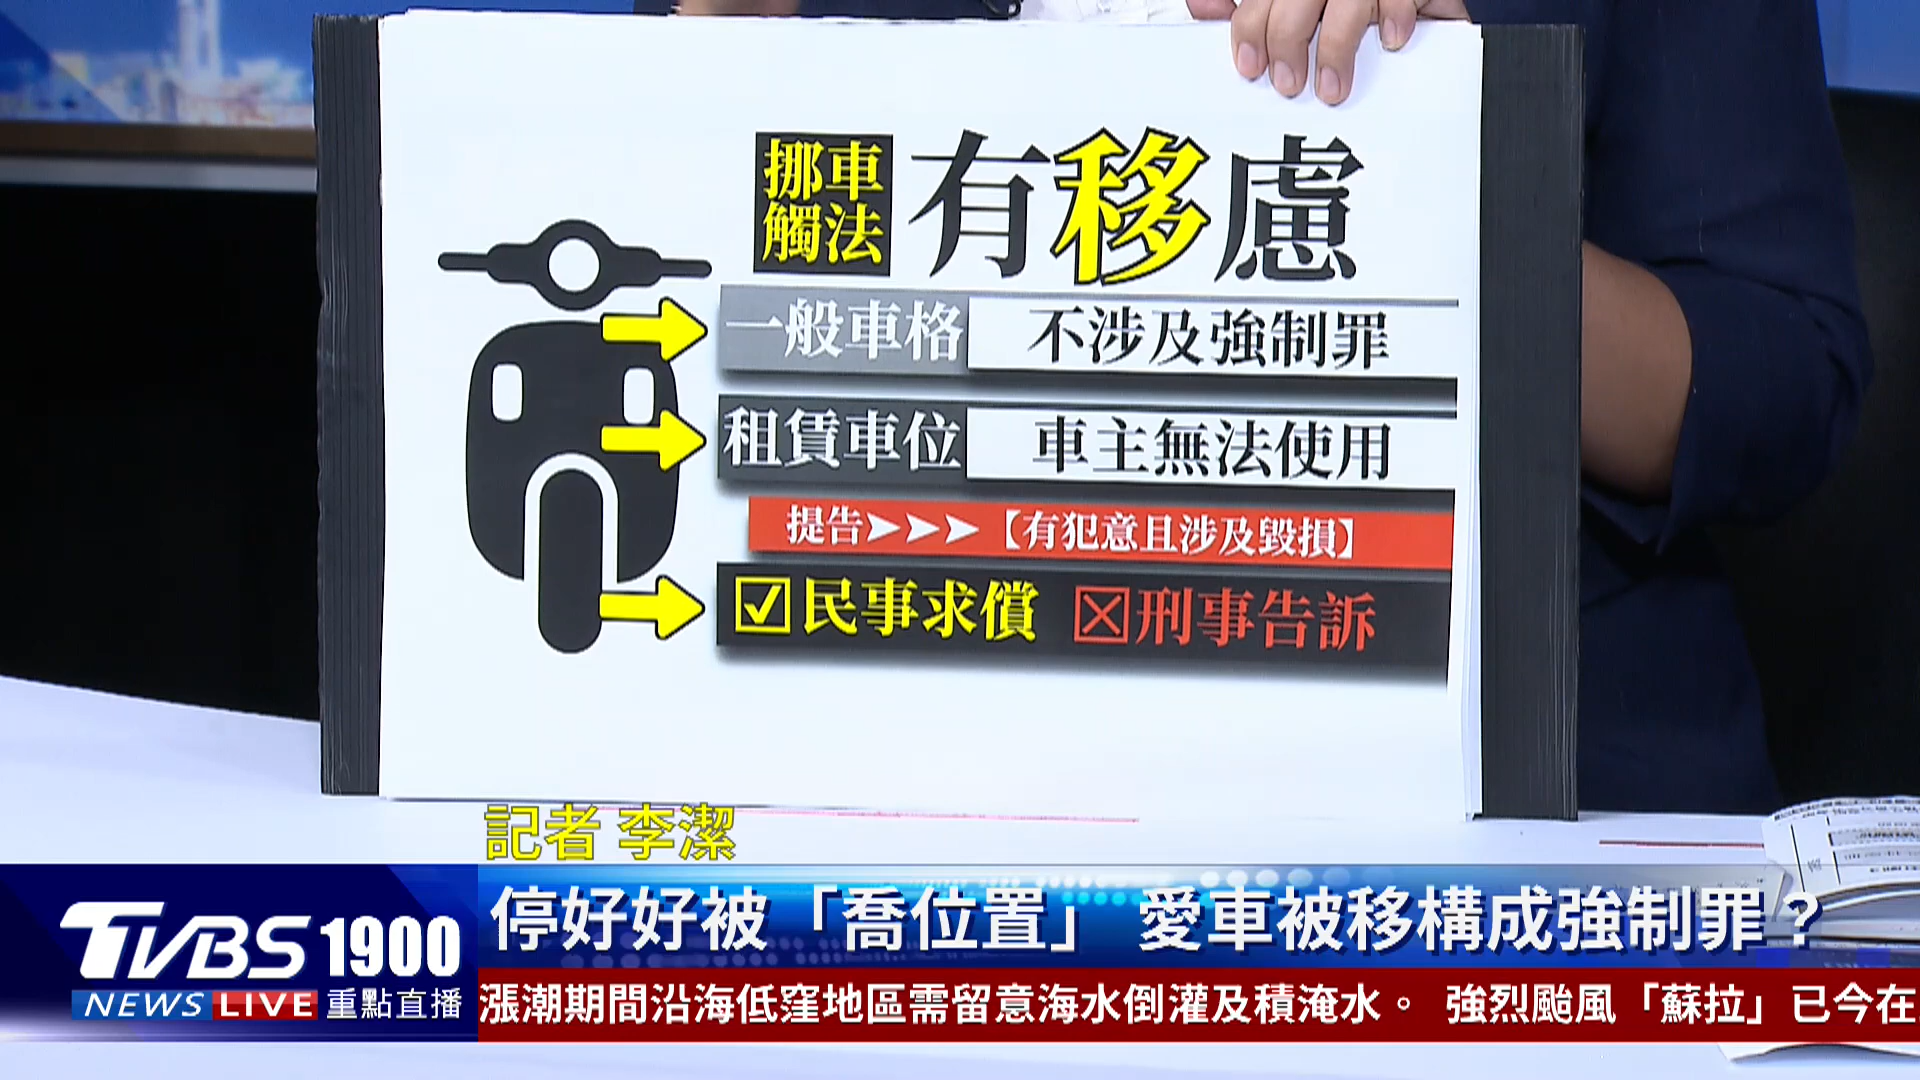 挪車
觸法
有移慮
一般車格 不涉及強制罪
租賃車位 車主無法使用
提告➤➤➤【有犯意且涉及毀損】
☑民事求償 ☒刑事告訴
記者 李潔
停好好被「喬位置」 愛車被移構成強制罪？
TVBS 1900
NEWS LIVE 重點直播
漲潮期間沿海低窪地區需留意海水倒灌及積淹水。 強烈颱風「蘇拉」已今在